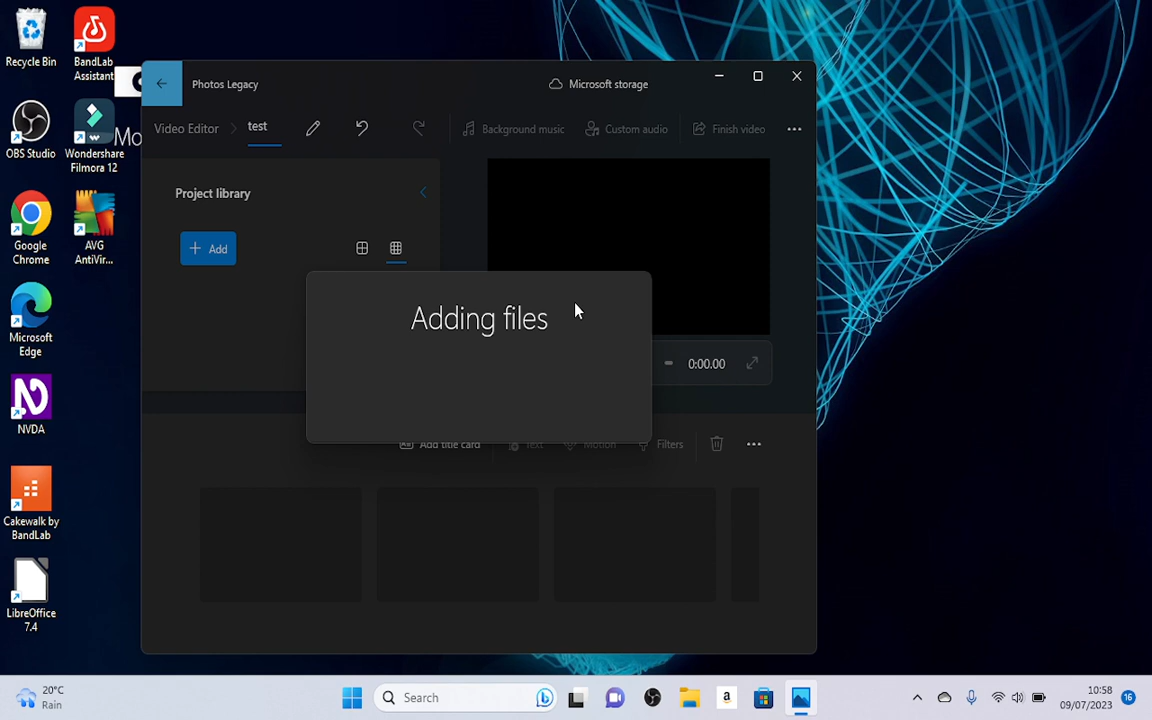 Recycle Bin
BandLab
Assistant
OBS Studio
Wondershare
Filmora 12
Mo
Google
Chrome
AVG
AntiVir...
Microsoft
Edge
NVDA
Cakewalk by
BandLab
LibreOffice
7.4
Photos Legacy
Microsoft storage
Video Editor
test
Background music
Custom audio
Finish video
Project library
+ Add
Adding files
0:00.00
Add title card
Text
Motion
Filters
20°C
Rain
Search
10:58
09/07/2023
16